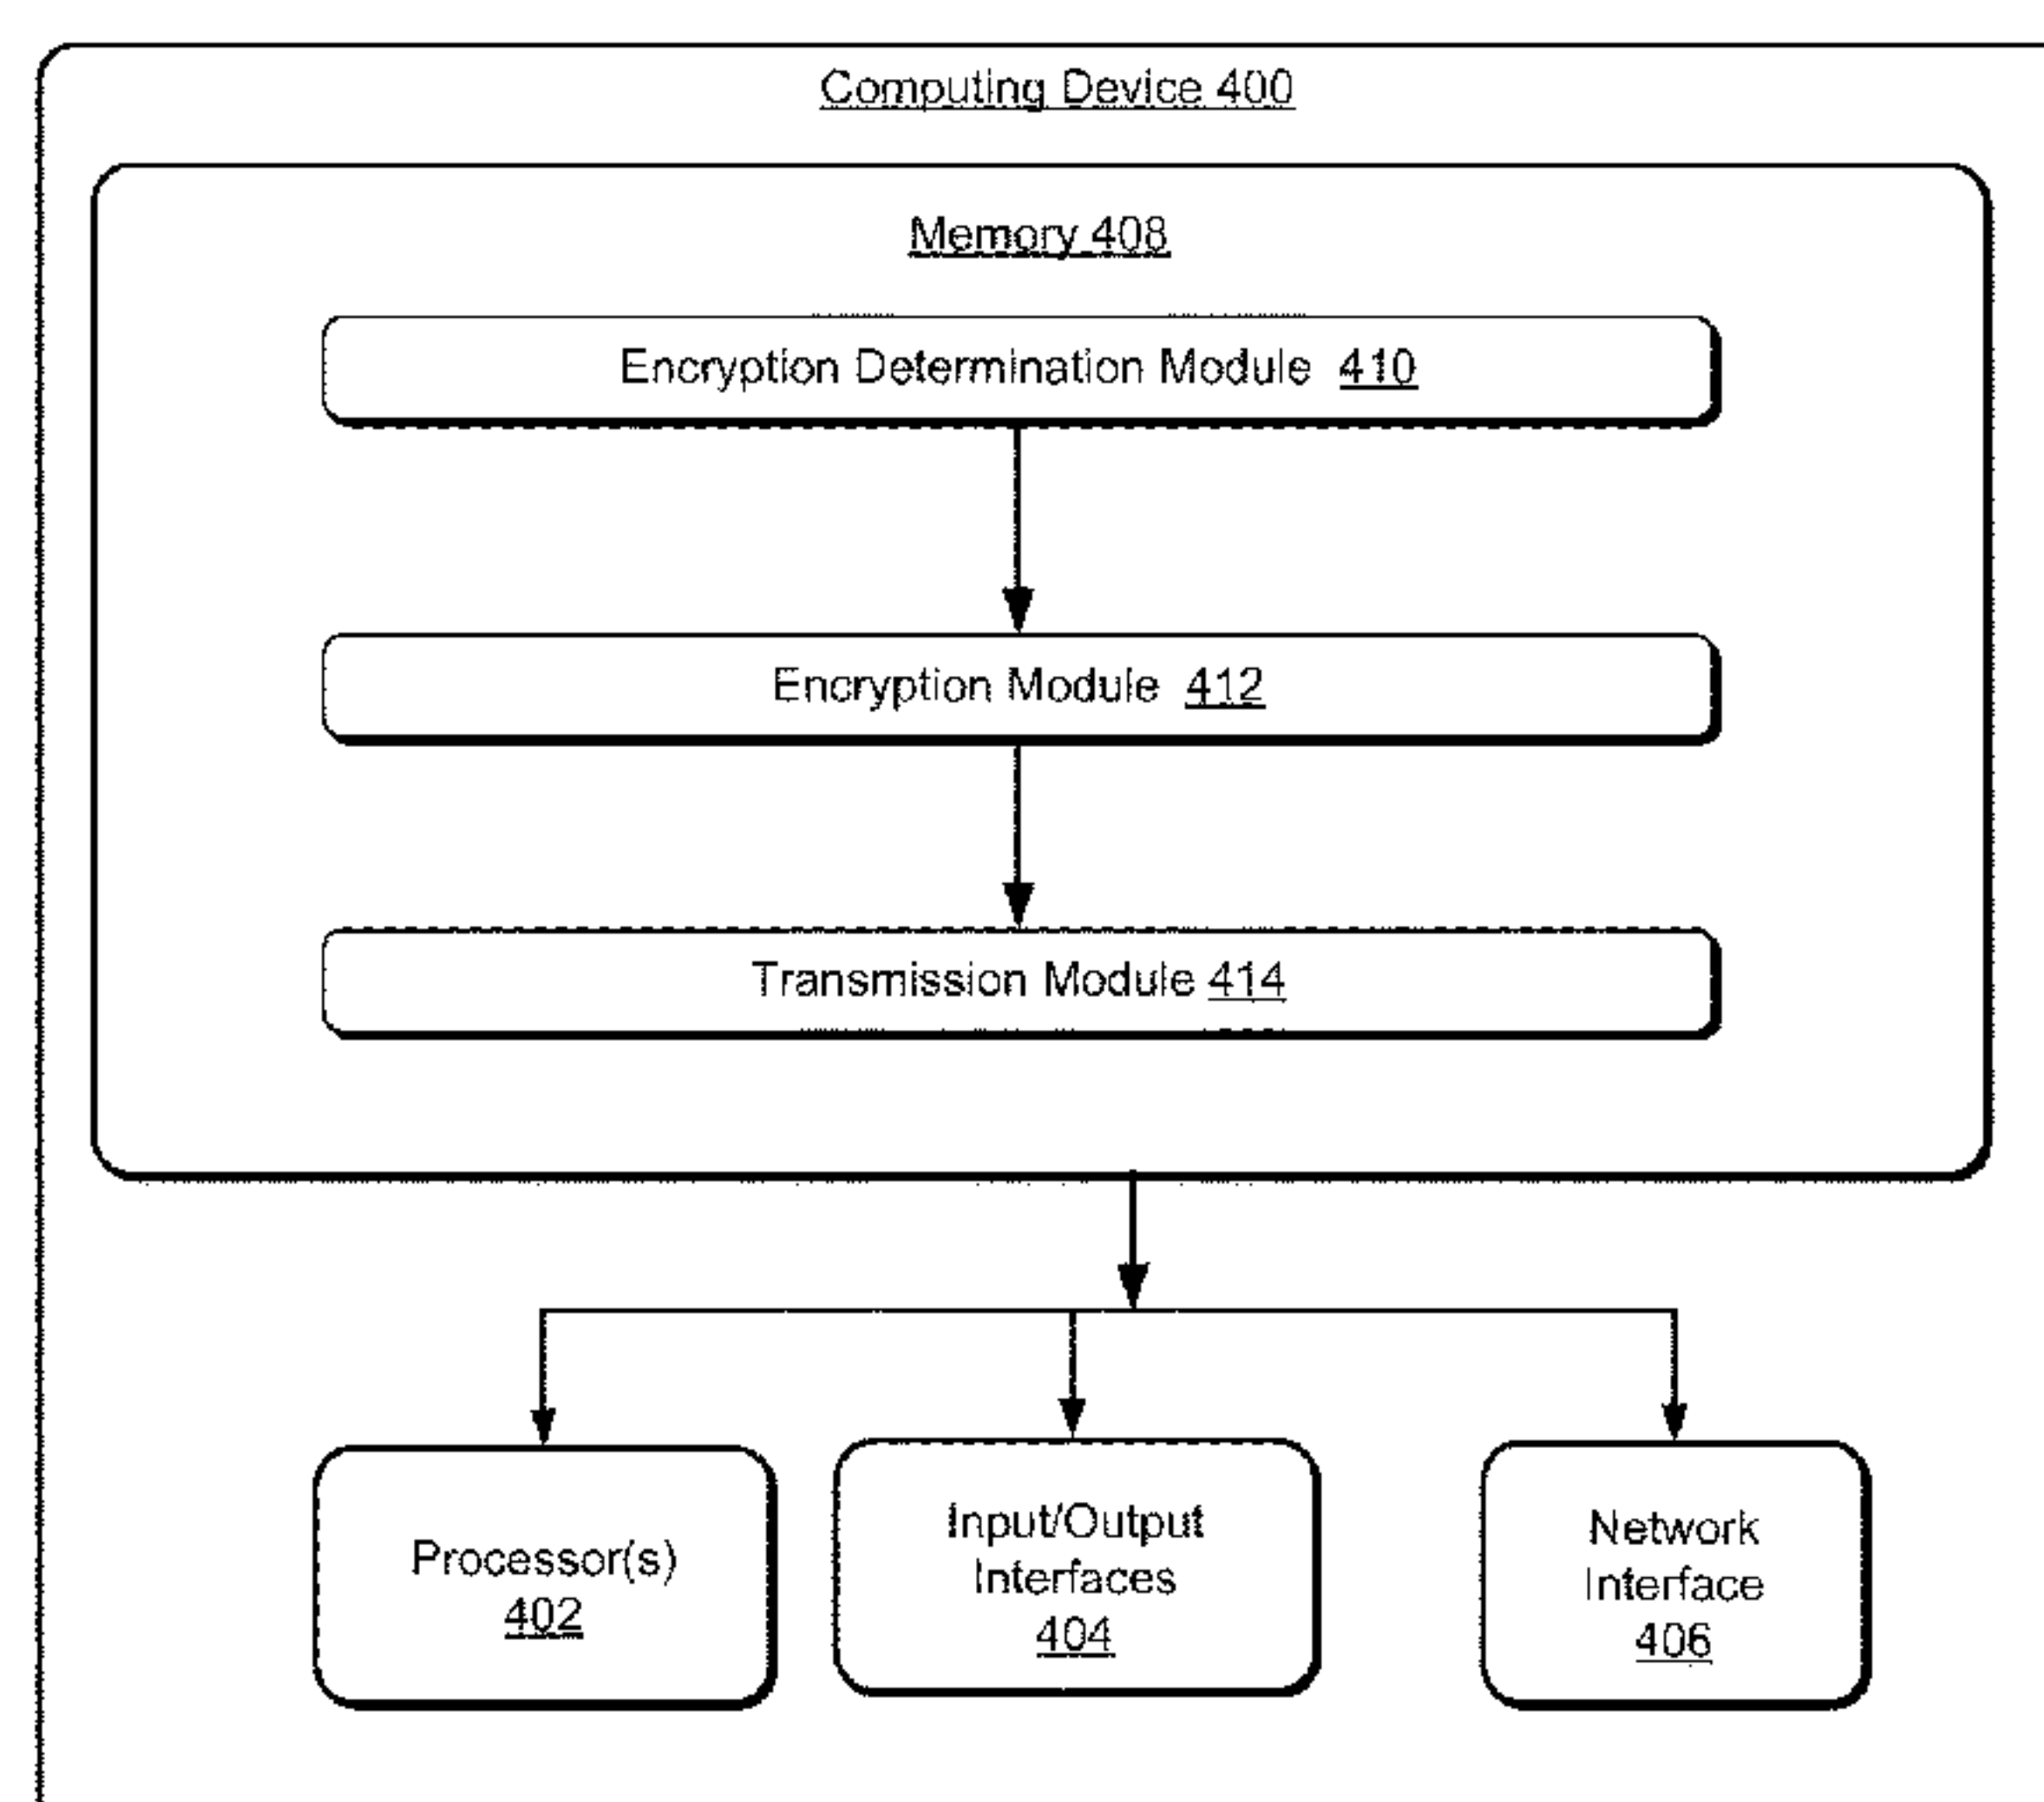 Computing Device 400
Memory 408
Encryption Determination Module 410
Encryption Module 412
Transmission Module 414
Processor(s)
402
Input/Output
Interfaces
404
Network
Interface
406